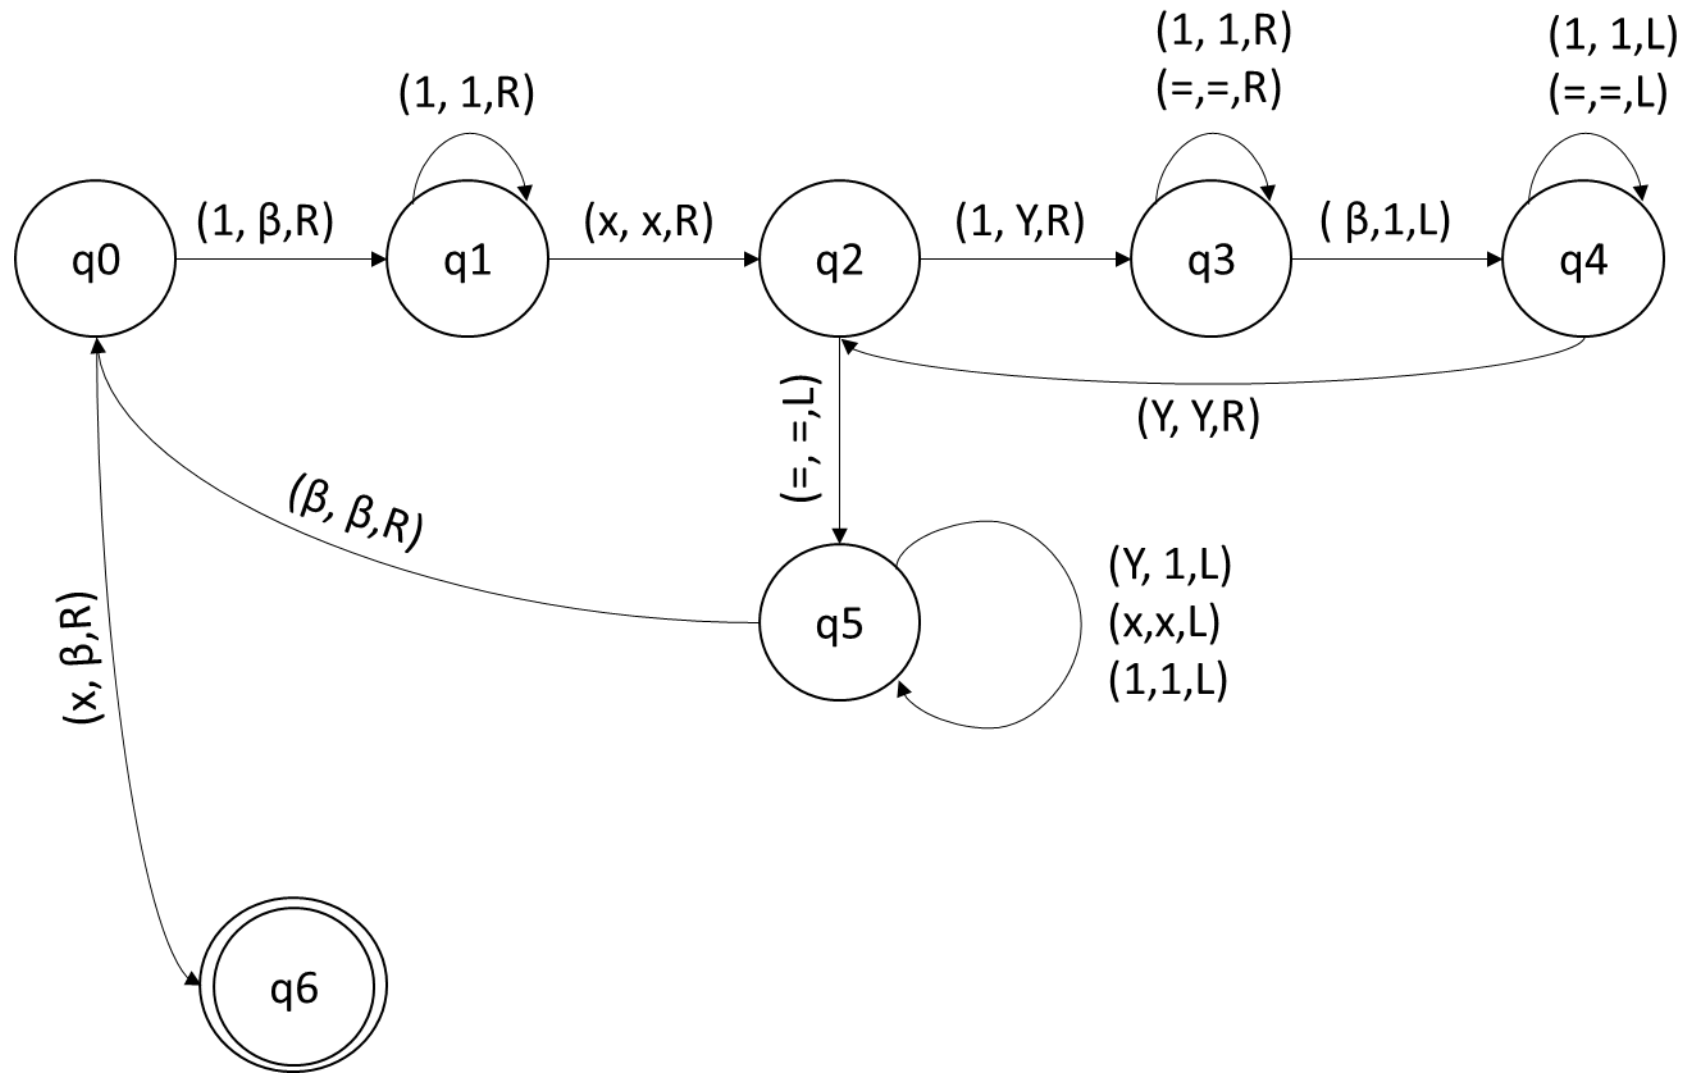 (1, 1,R)
(=,=,R)
(1, 1,L)
(=,=,L)
(1, 1,R)
q0
(1, β,R)
q1
(x, x,R)
q2
(1, Y,R)
q3
( β,1,L)
q4
(=, =,L)
(Y, Y,R)
(β, β,R)
(x, β,R)
q5
(Y, 1,L)
(x,x,L)
(1,1,L)
q6